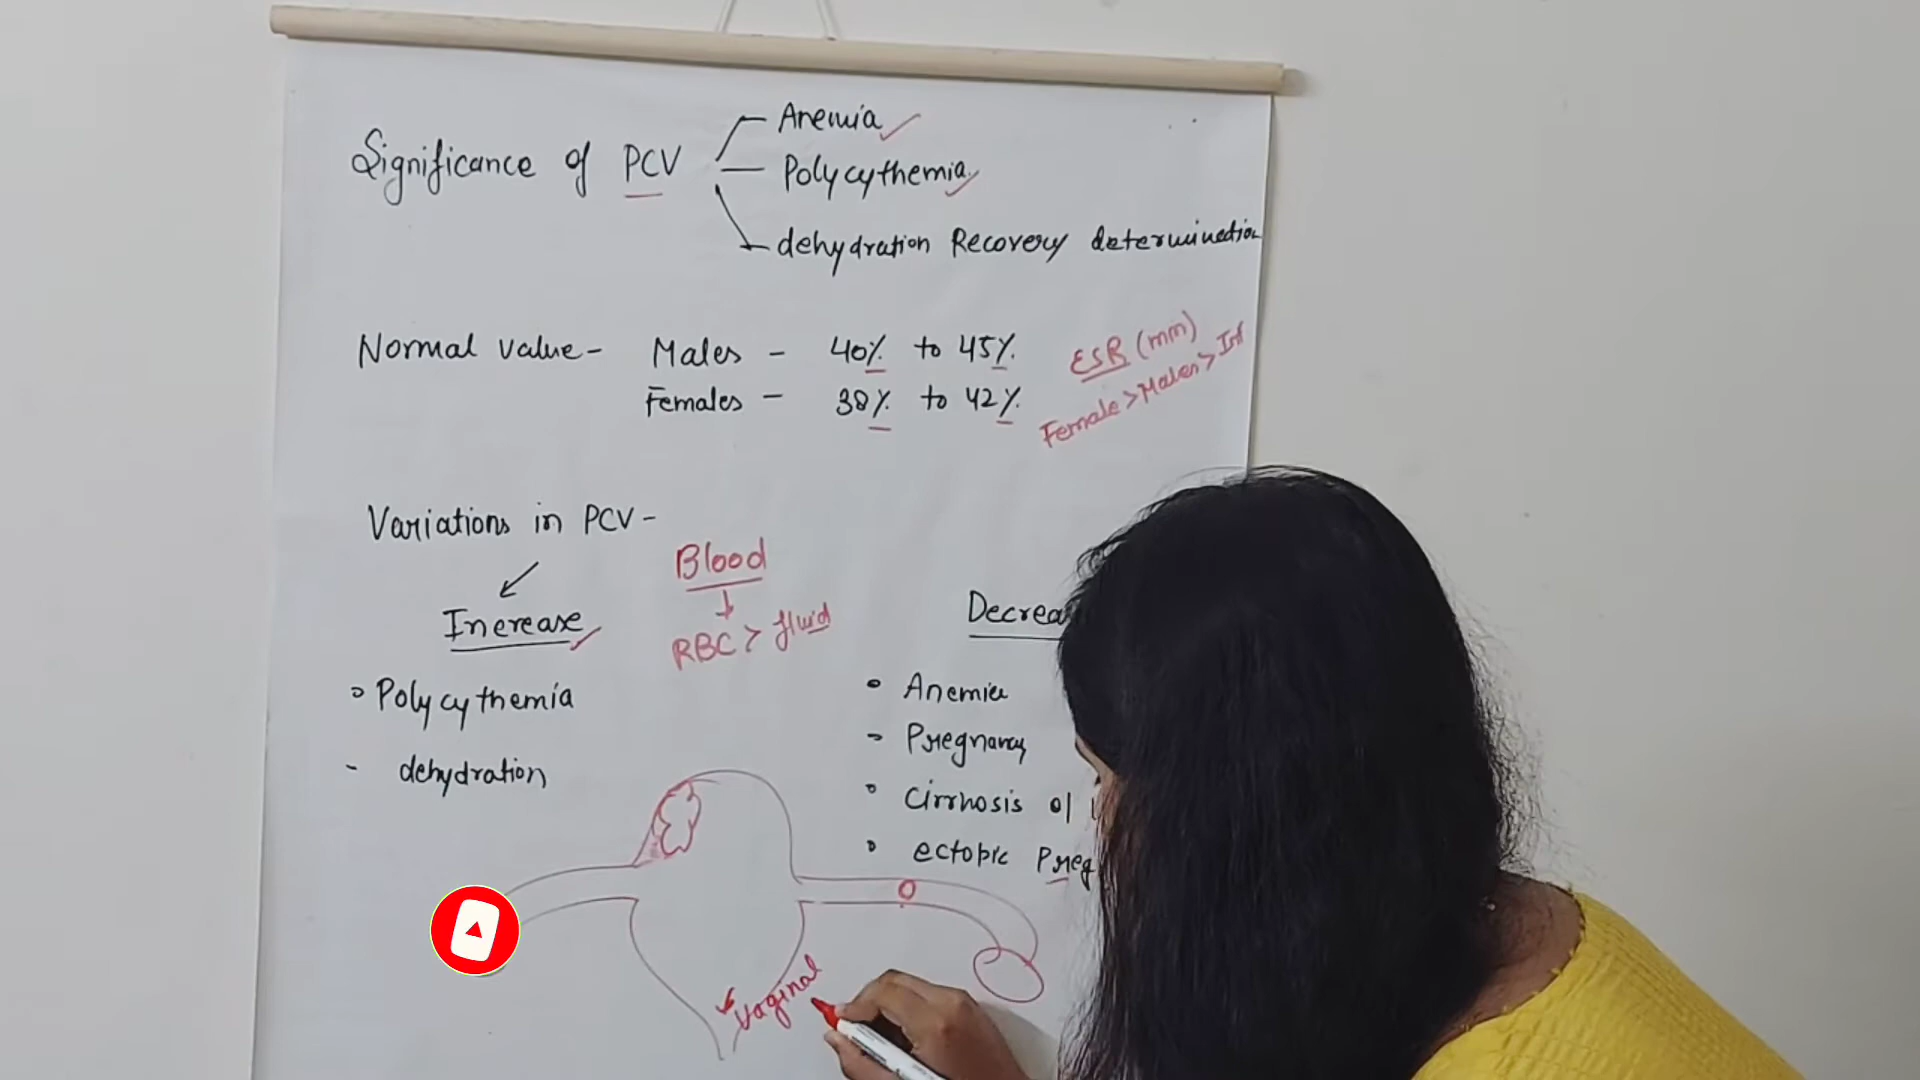 Significance of PCV
Anemia
Polycythemia
dehydration Recovery determination
Normal value - Males - 40% to 45%
Females - 38% to 42%
ESR (mm)
Female > Males > Inf
Variations in PCV -
Blood
RBC > fluid
Increase
Polycythemia
- dehydration
Decrea
Anemia
- Pregnancy
Cirrhosis of
ectopic Preg
Vaginal